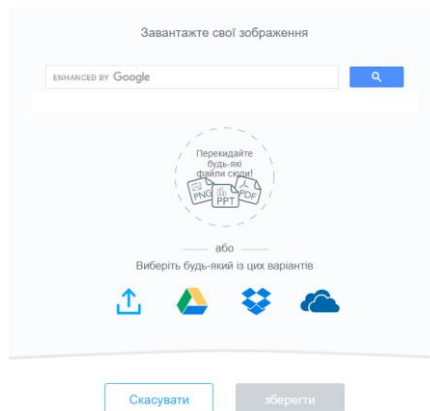 Завантажте свої зображення
ENHANCED BY Google
Перекидайте
будь-які
файли сюди!
PNG PPT PDF
або
Виберіть будь-який із цих варіантів
Скасувати зберегти